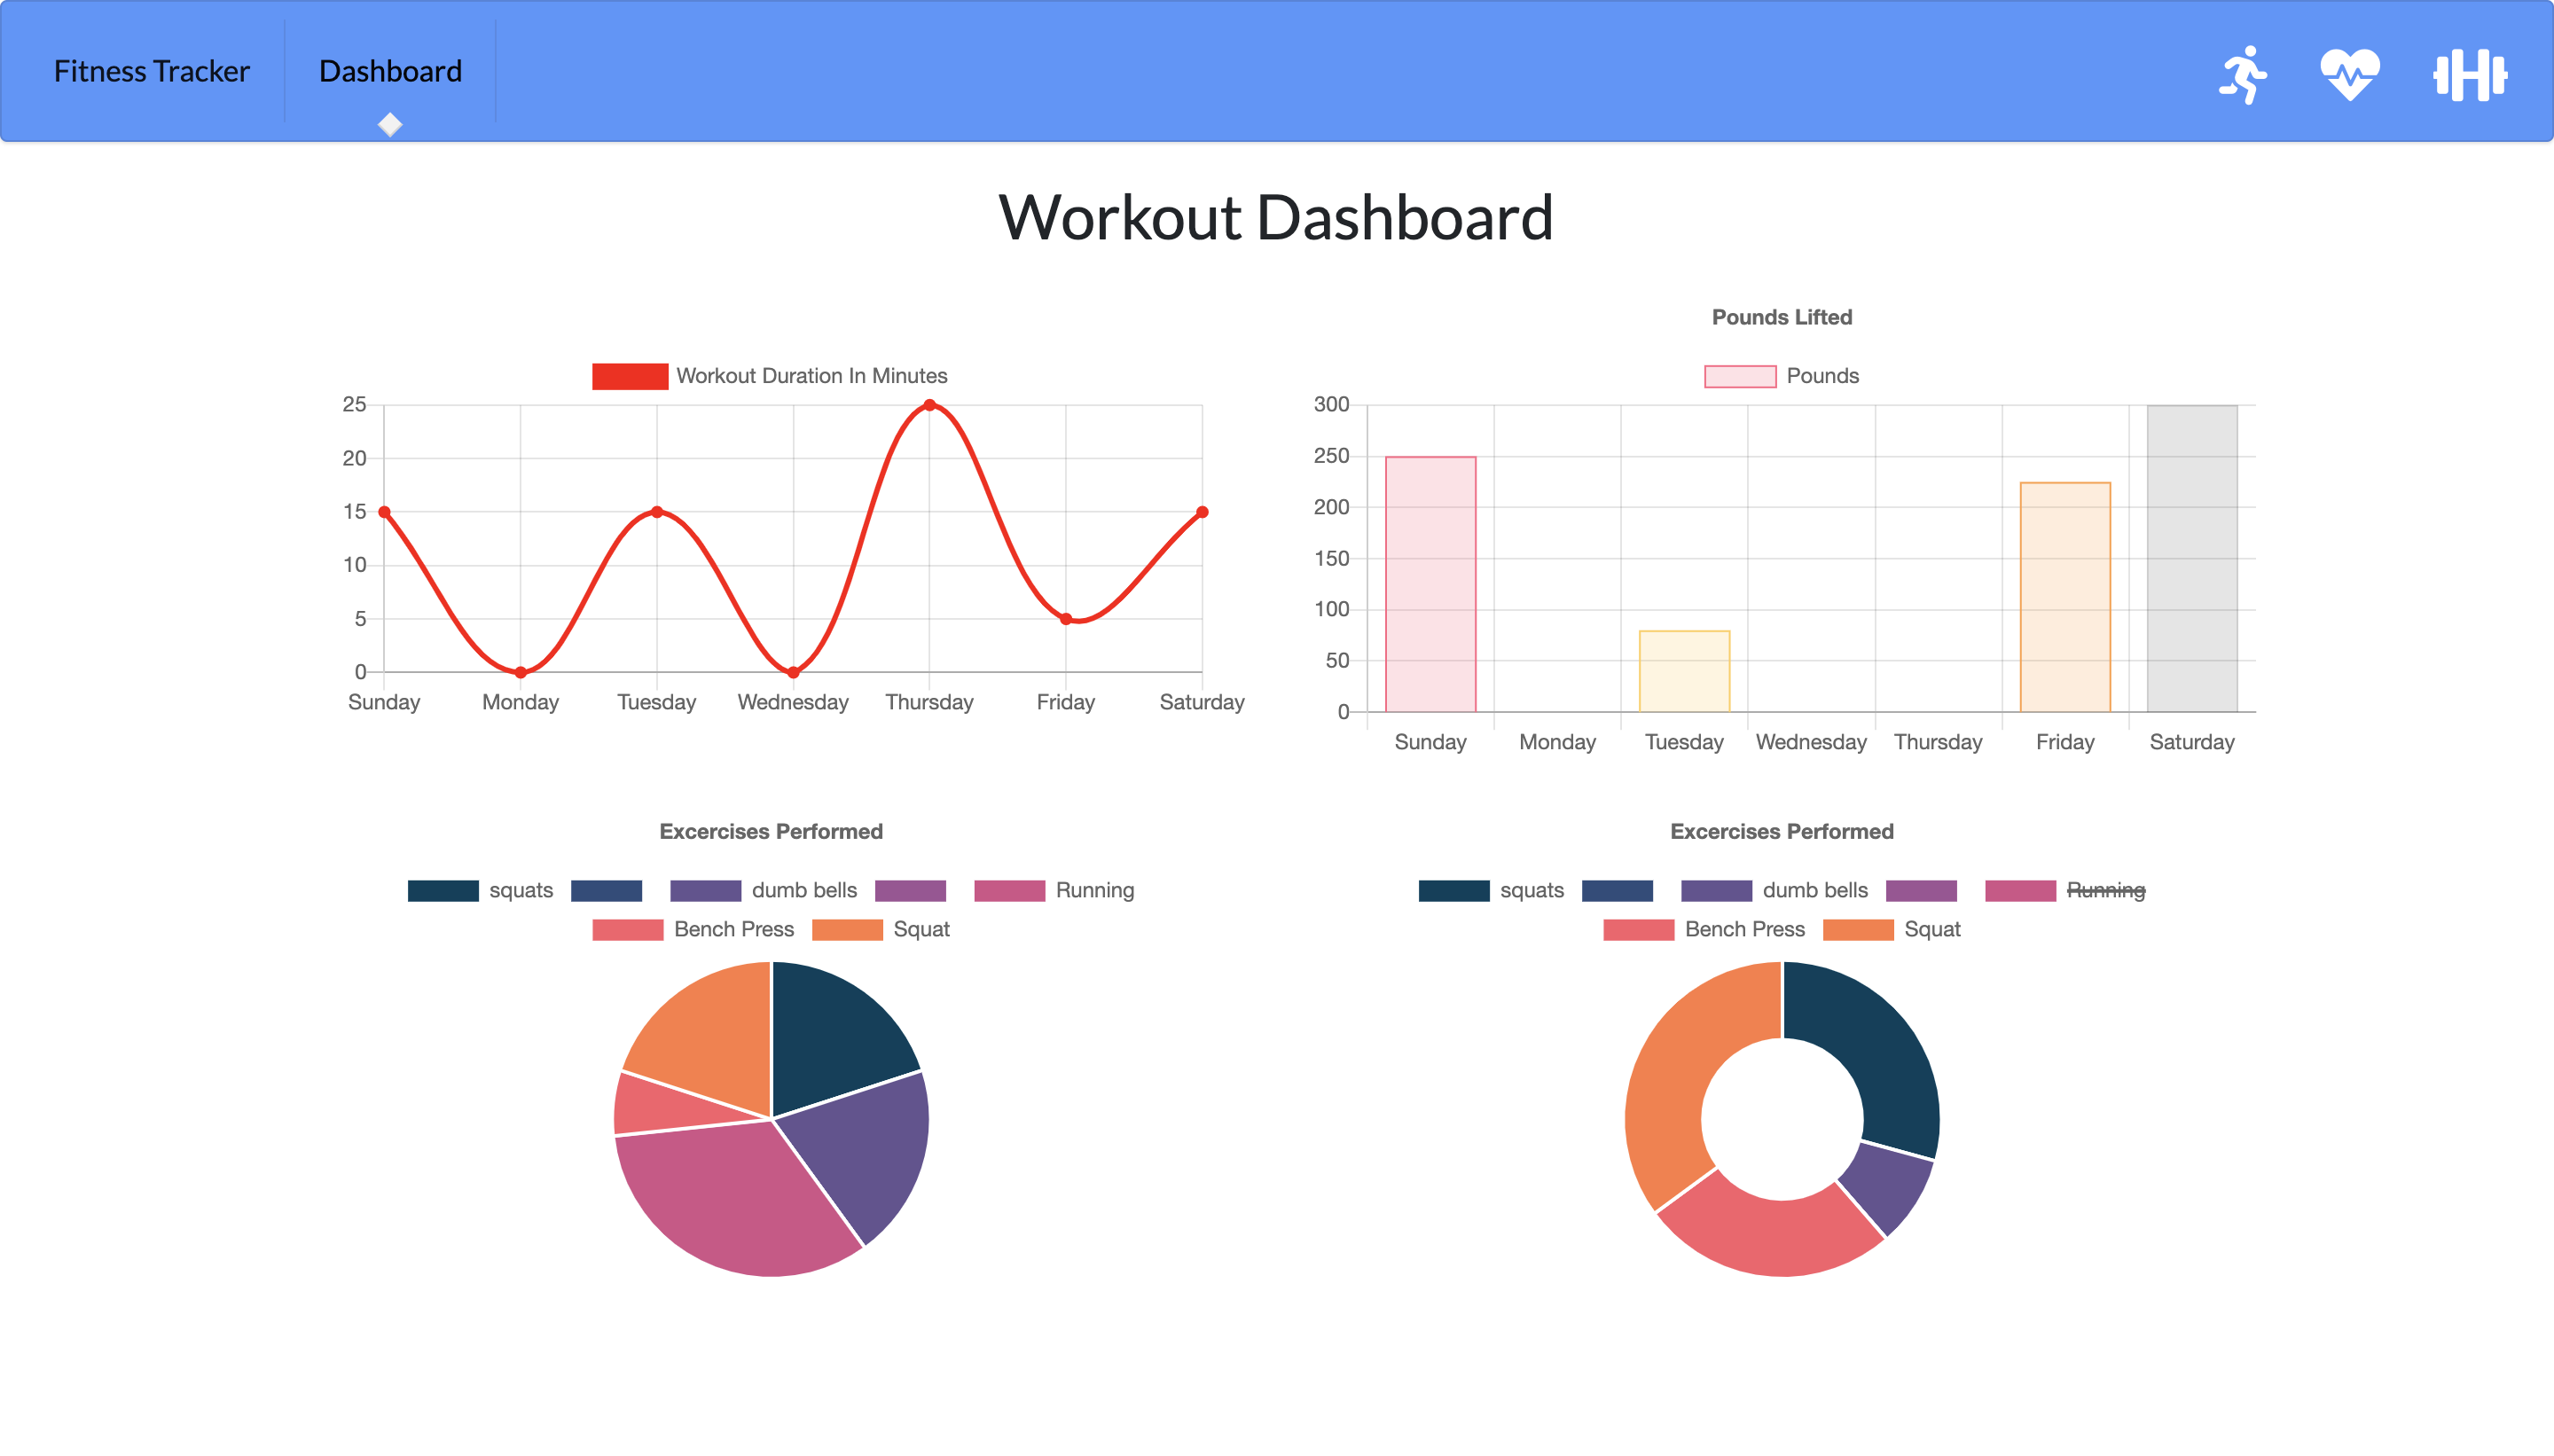 Fitness Tracker Dashboard
Workout Dashboard
Workout Duration In Minutes
25
20
15
10
5
0
Sunday Monday Tuesday Wednesday Thursday Friday Saturday
Pounds Lifted
Pounds
300
250
200
150
100
50
0
Sunday Monday Tuesday Wednesday Thursday Friday Saturday
Excercises Performed
squats dumb bells Running
Bench Press Squat
Excercises Performed
squats dumb bells Running
Bench Press Squat